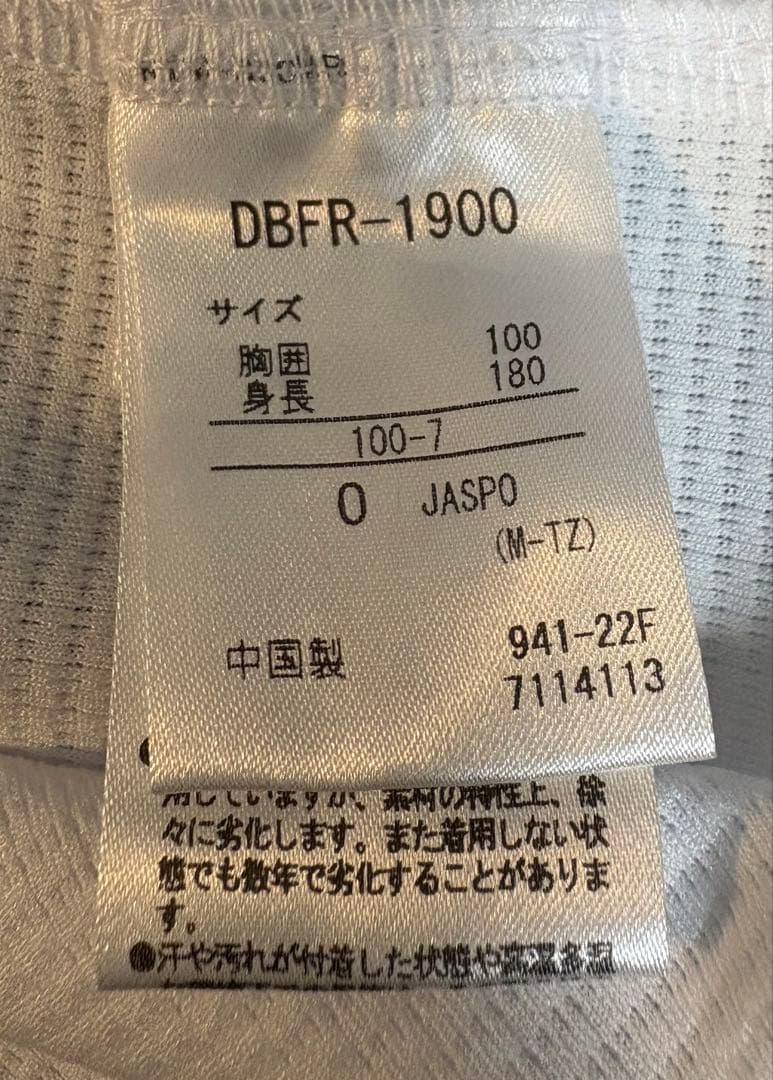 DBFR-1900
サイズ
胸囲 100
身長 180
100-7
O JASPO
(M-TZ)
中国製 941-22F
7114113
用していますが、素材の特性上、徐
々に劣化します。また着用しない状
態でも数年で劣化することがありま
す。
●汗や汚れが付着した状態や高温多湿